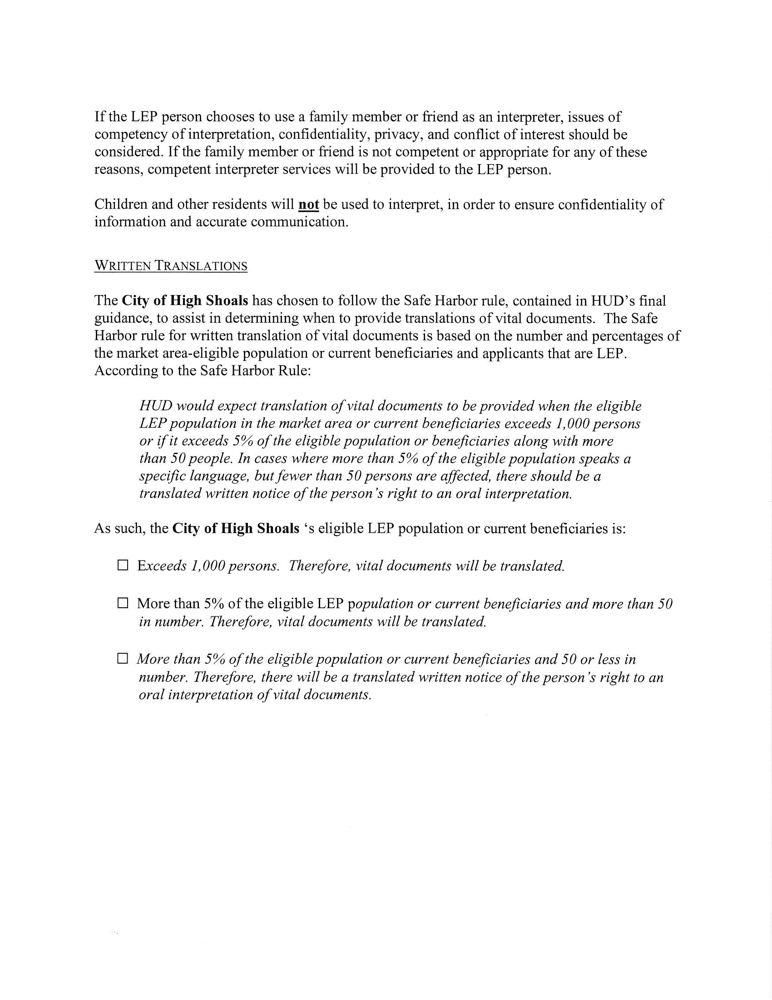 If the LEP person chooses to use a family member or friend as an interpreter, issues of
competency of interpretation, confidentiality, privacy, and conflict of interest should be
considered. If the family member or friend is not competent or appropriate for any of these
reasons, competent interpreter services will be provided to the LEP person.
Children and other residents will not be used to interpret, in order to ensure confidentiality of
information and accurate communication.
WRITTEN TRANSLATIONS
The City of High Shoals has chosen to follow the Safe Harbor rule, contained in HUD’s final
guidance, to assist in determining when to provide translations of vital documents.  The Safe
Harbor rule for written translation of vital documents is based on the number and percentages of
the market area-eligible population or current beneficiaries and applicants that are LEP.
According to the Safe Harbor Rule:
HUD would expect translation of vital documents to be provided when the eligible
LEP population in the market area or current beneficiaries exceeds 1,000 persons
or if it exceeds 5% of the eligible population or beneficiaries along with more
than 50 people. In cases where more than 5% of the eligible population speaks a
specific language, but fewer than 50 persons are affected, there should be a
translated written notice of the person’s right to an oral interpretation.
As such, the City of High Shoals ‘s eligible LEP population or current beneficiaries is:
☐ Exceeds 1,000 persons.  Therefore, vital documents will be translated.
☐ More than 5% of the eligible LEP population or current beneficiaries and more than 50
in number. Therefore, vital documents will be translated.
☐ More than 5% of the eligible population or current beneficiaries and 50 or less in
number. Therefore, there will be a translated written notice of the person’s right to an
oral interpretation of vital documents.